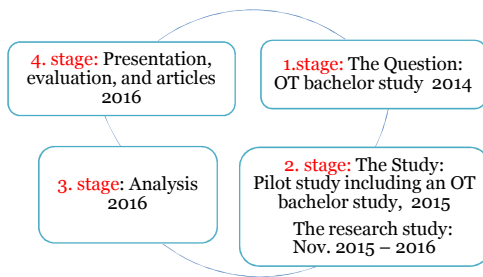 4. stage: Presentation,
evaluation, and articles
2016
1.stage: The Question:
OT bachelor study 2014
3. stage: Analysis
2016
2. stage: The Study:
Pilot study including an OT
bachelor study, 2015
The research study:
Nov. 2015 – 2016